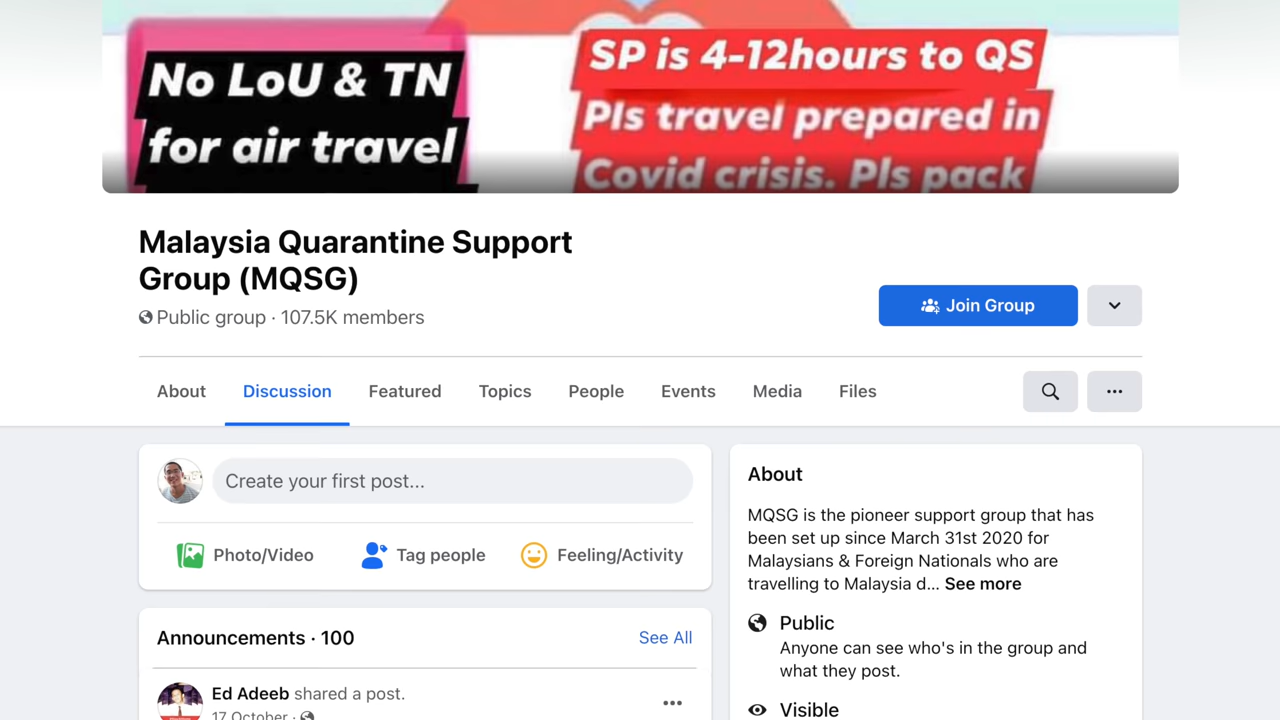 No LoU & TN
for air travel
SP is 4-12hours to QS
Pls travel prepared in
Covid crisis. Pls pack
Malaysia Quarantine Support
Group (MQSG)
Public group · 107.5K members
Join Group
About
Discussion
Featured
Topics
People
Events
Media
Files
Create your first post...
Photo/Video
Tag people
Feeling/Activity
Announcements · 100
See All
Ed Adeeb shared a post.
17 October ·
About
MQSG is the pioneer support group that has
been set up since March 31st 2020 for
Malaysians & Foreign Nationals who are
travelling to Malaysia d... See more
Public
Anyone can see who's in the group and
what they post.
Visible